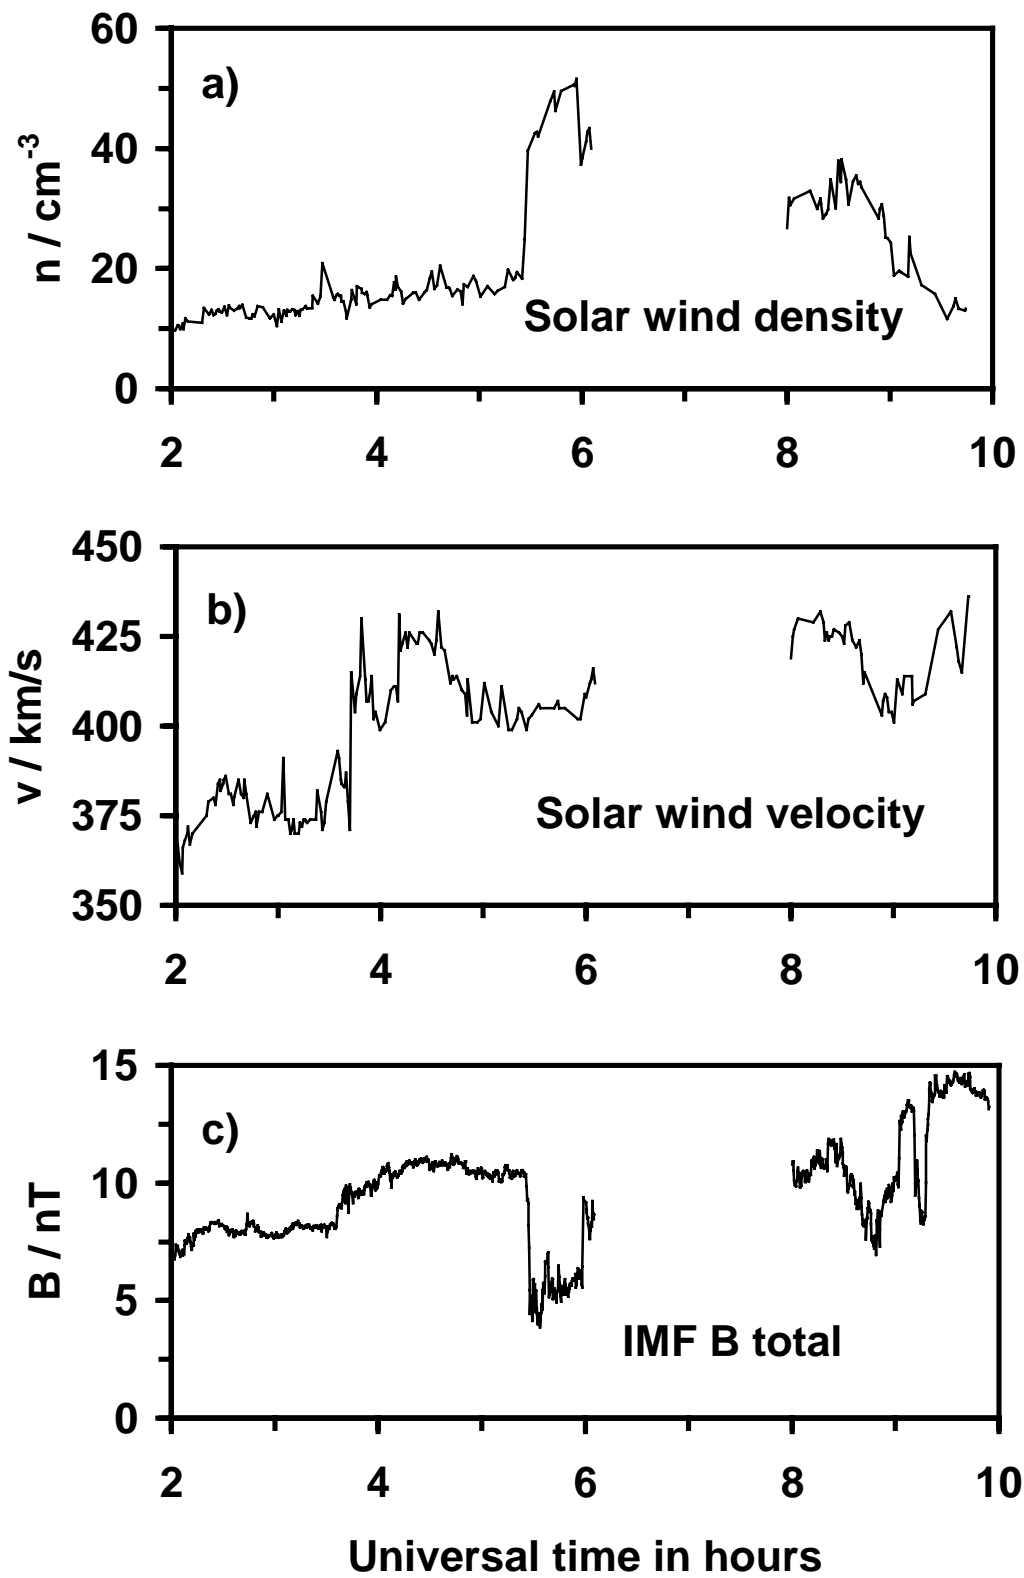 60
a)
40
n / cm-3
20
Solar wind density
0
2 4 6 8 10
450
b)
425
v / km/s
400
375
Solar wind velocity
350
2 4 6 8 10
15
c)
10
B / nT
5
IMF B total
0
2 4 6 8 10
Universal time in hours